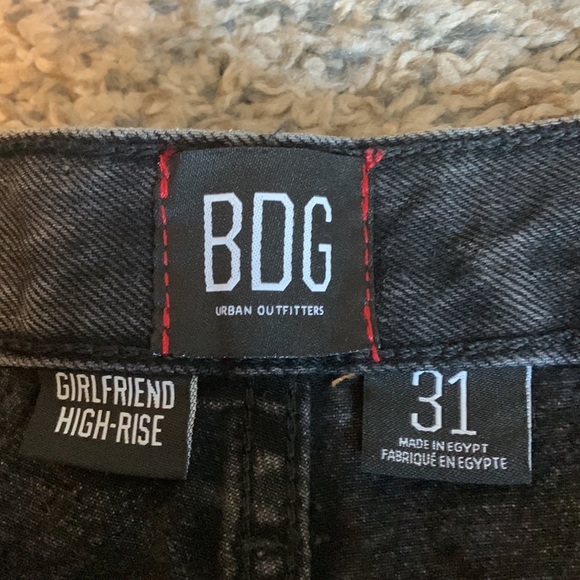 BDG
URBAN OUTFITTERS
GIRLFRIEND
HIGH-RISE
31
MADE IN EGYPT
FABRIQUÉ EN EGYPTE